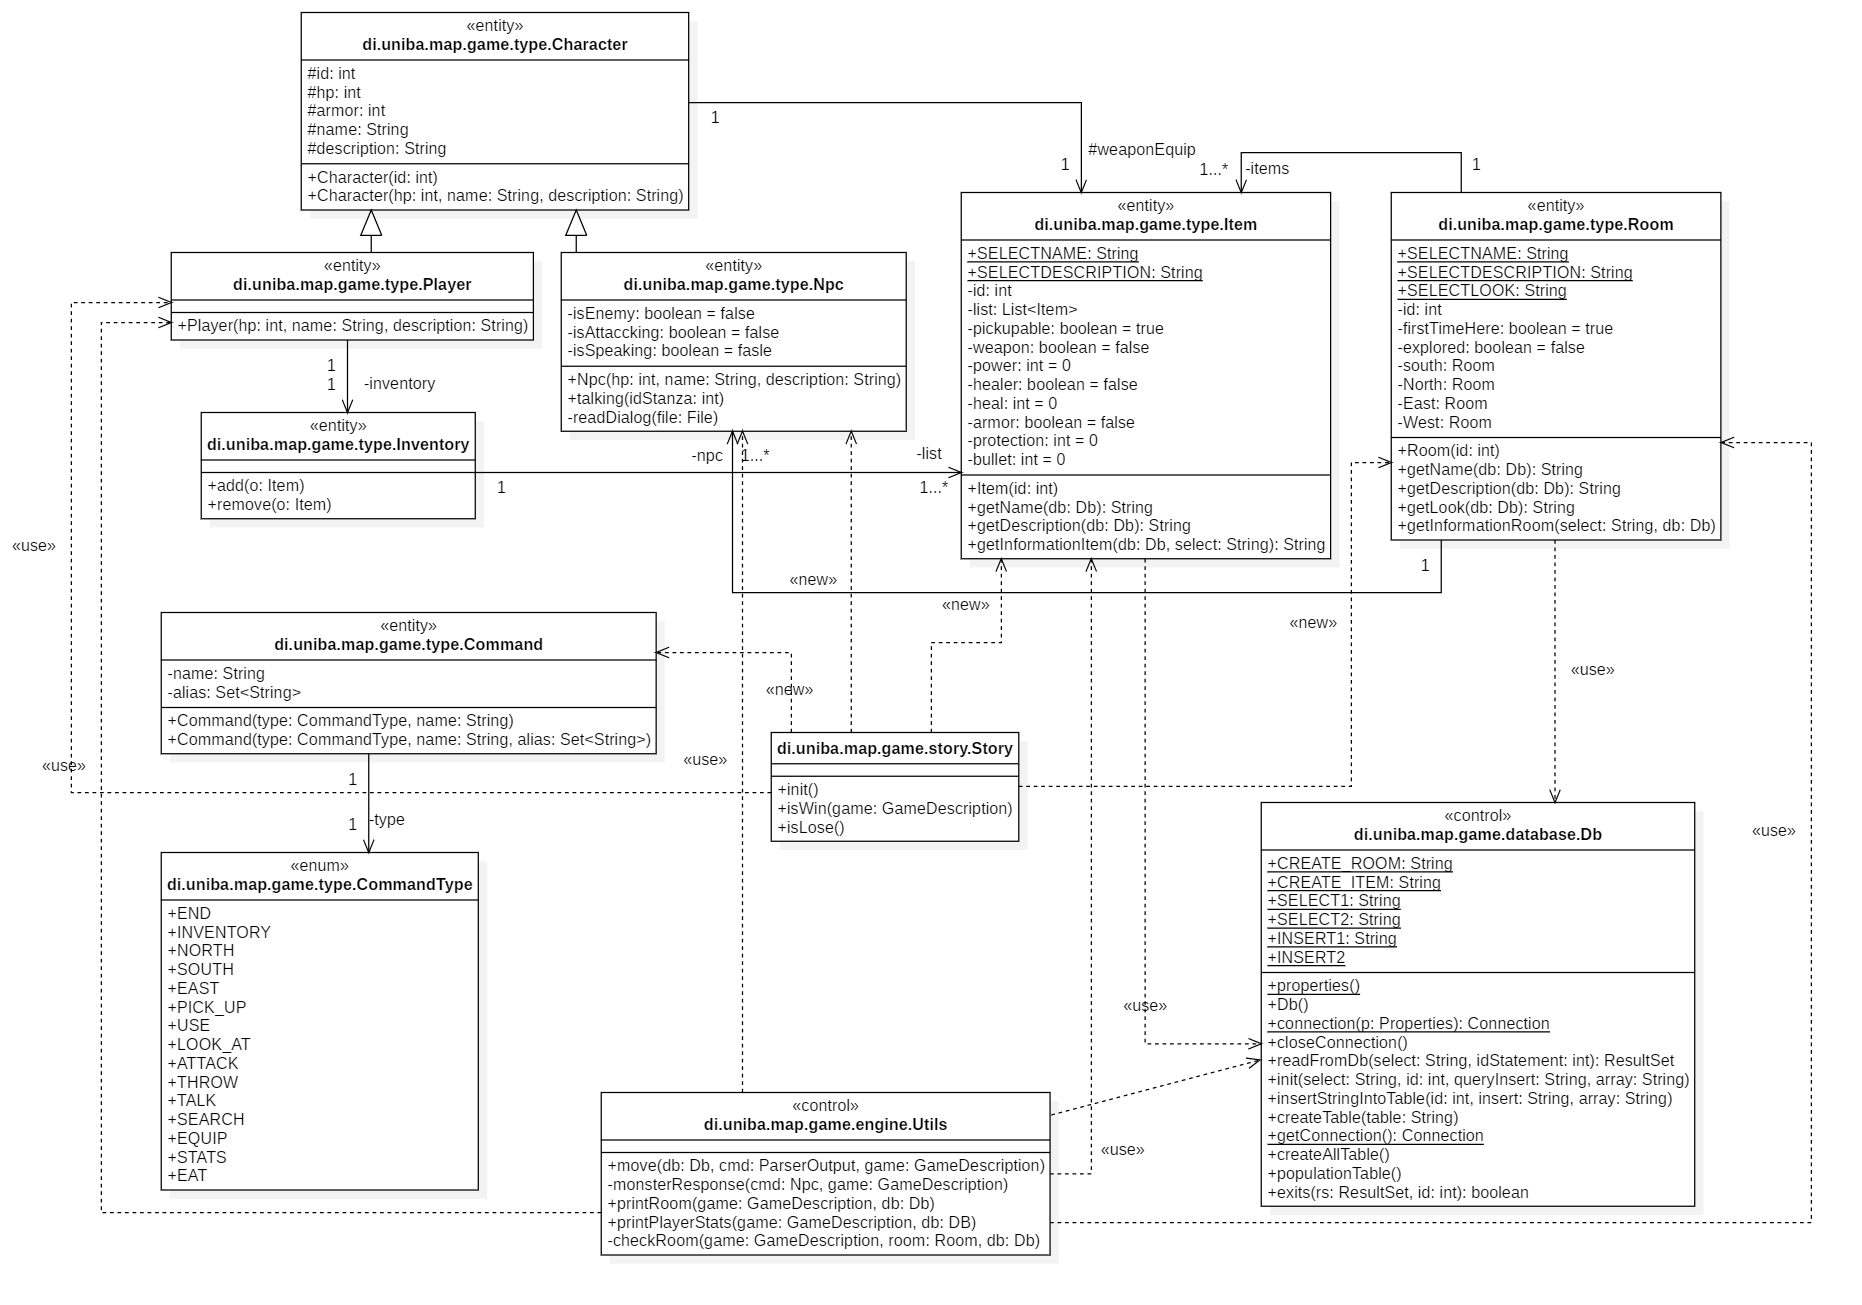 «entity»
di.uniba.map.game.type.Character
#id: int
#hp: int
#armor: int
#name: String
#description: String
+Character(id: int)
+Character(hp: int, name: String, description: String)
1
#weaponEquip
1
1...*
-items
1
«entity»
di.uniba.map.game.type.Player
+Player(hp: int, name: String, description: String)
1
1
-inventory
«entity»
di.uniba.map.game.type.Npc
-isEnemy: boolean = false
-isAttaccking: boolean = false
-isSpeaking: boolean = fasle
+Npc(hp: int, name: String, description: String)
+talking(idStanza: int)
-readDialog(file: File)
-npc
1...*
«entity»
di.uniba.map.game.type.Item
+SELECTNAME: String
+SELECTDESCRIPTION: String
-id: int
-list: List<Item>
-pickupable: boolean = true
-weapon: boolean = false
-power: int = 0
-healer: boolean = false
-heal: int = 0
-armor: boolean = false
-protection: int = 0
-bullet: int = 0
+Item(id: int)
+getName(db: Db): String
+getDescription(db: Db): String
+getInformationItem(db: Db, select: String): String
«entity»
di.uniba.map.game.type.Room
+SELECTNAME: String
+SELECTDESCRIPTION: String
+SELECTLOOK: String
-id: int
-firstTimeHere: boolean = true
-explored: boolean = false
-south: Room
-North: Room
-East: Room
-West: Room
+Room(id: int)
+getName(db: Db): String
+getDescription(db: Db): String
+getLook(db: Db): String
+getInformationRoom(select: String, db: Db)
1
«entity»
di.uniba.map.game.type.Inventory
+add(o: Item)
+remove(o: Item)
1
-list
1...*
«use»
«new»
«new»
«new»
«use»
«entity»
di.uniba.map.game.type.Command
-name: String
-alias: Set<String>
+Command(type: CommandType, name: String)
+Command(type: CommandType, name: String, alias: Set<String>)
«new»
«use»
«use»
1
1
-type
di.uniba.map.game.story.Story
+init()
+isWin(game: GameDescription)
+isLose()
«use»
«enum»
di.uniba.map.game.type.CommandType
+END
+INVENTORY
+NORTH
+SOUTH
+EAST
+PICK_UP
+USE
+LOOK_AT
+ATTACK
+THROW
+TALK
+SEARCH
+EQUIP
+STATS
+EAT
«control»
di.uniba.map.game.database.Db
+CREATE_ROOM: String
+CREATE_ITEM: String
+SELECT1: String
+SELECT2: String
+INSERT1: String
+INSERT2
+properties()
+Db()
+connection(p: Properties): Connection
+closeConnection()
+readFromDb(select: String, idStatement: int): ResultSet
+init(select: String, id: int, queryInsert: String, array: String)
+insertStringIntoTable(id: int, insert: String, array: String)
+createTable(table: String)
+getConnection(): Connection
+createAllTable()
+populationTable()
+exits(rs: ResultSet, id: int): boolean
«use»
«use»
«control»
di.uniba.map.game.engine.Utils
+move(db: Db, cmd: ParserOutput, game: GameDescription)
-monsterResponse(cmd: Npc, game: GameDescription)
+printRoom(game: GameDescription, db: Db)
+printPlayerStats(game: GameDescription, db: DB)
-checkRoom(game: GameDescription, room: Room, db: Db)